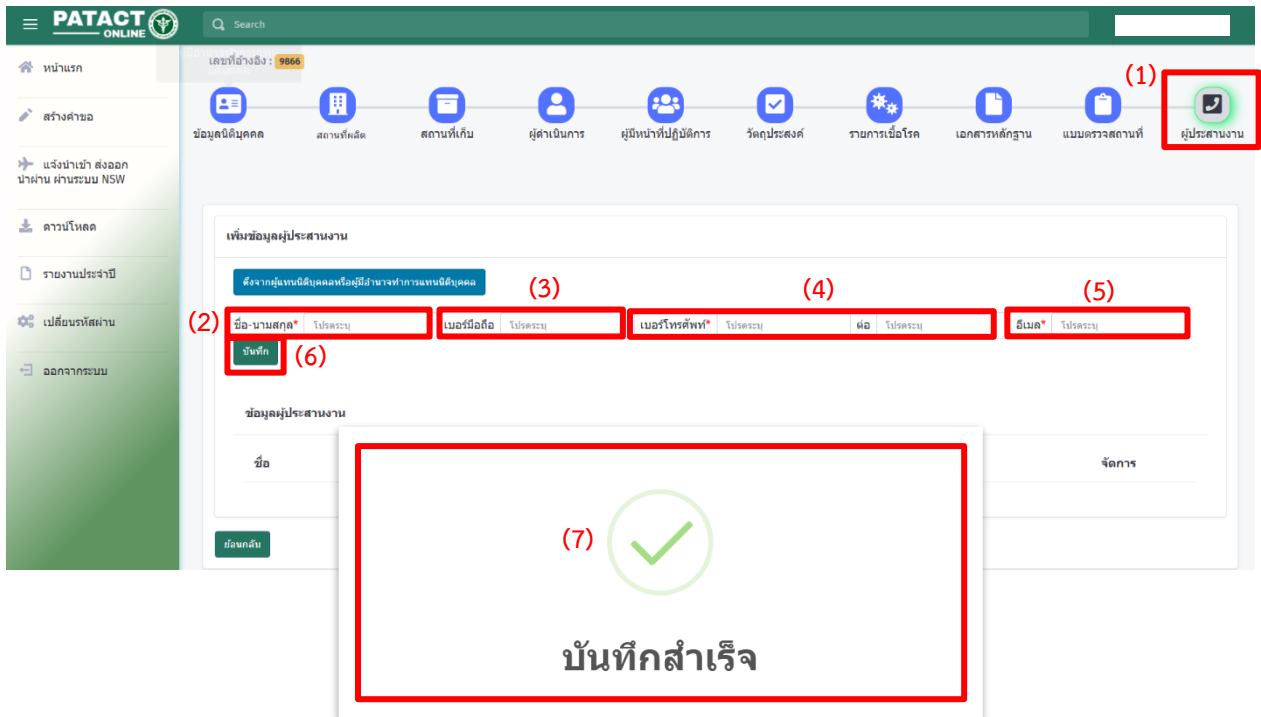 PATACT
ONLINE
Search
หน้าแรก
สร้างคำขอ
แจ้งนำเข้า ส่งออก
นำผ่าน ผ่านระบบ NSW
ดาวน์โหลด
รายงานประจำปี
เปลี่ยนรหัสผ่าน
ออกจากระบบ
เลขที่อ้างอิง : 9866
(1)
ข้อมูลนิติบุคคล สถานที่ผลิต สถานที่เก็บ ผู้ดำเนินการ ผู้มีหน้าที่ปฏิบัติการ วัตถุประสงค์ รายการเชื้อโรค เอกสารหลักฐาน แบบตรวจสถานที่ ผู้ประสานงาน
เพิ่มข้อมูลผู้ประสานงาน
ดึงจากผู้แทนนิติบุคคลหรือผู้มีอำนาจทำการแทนนิติบุคคล
(3) (4) (5)
(2) ชื่อ-นามสกุล* โปรดระบุ เบอร์มือถือ โปรดระบุ เบอร์โทรศัพท์* โปรดระบุ ต่อ โปรดระบุ อีเมล* โปรดระบุ
บันทึก (6)
ข้อมูลผู้ประสานงาน
ชื่อ จัดการ
ย้อนกลับ
(7)
บันทึกสำเร็จ